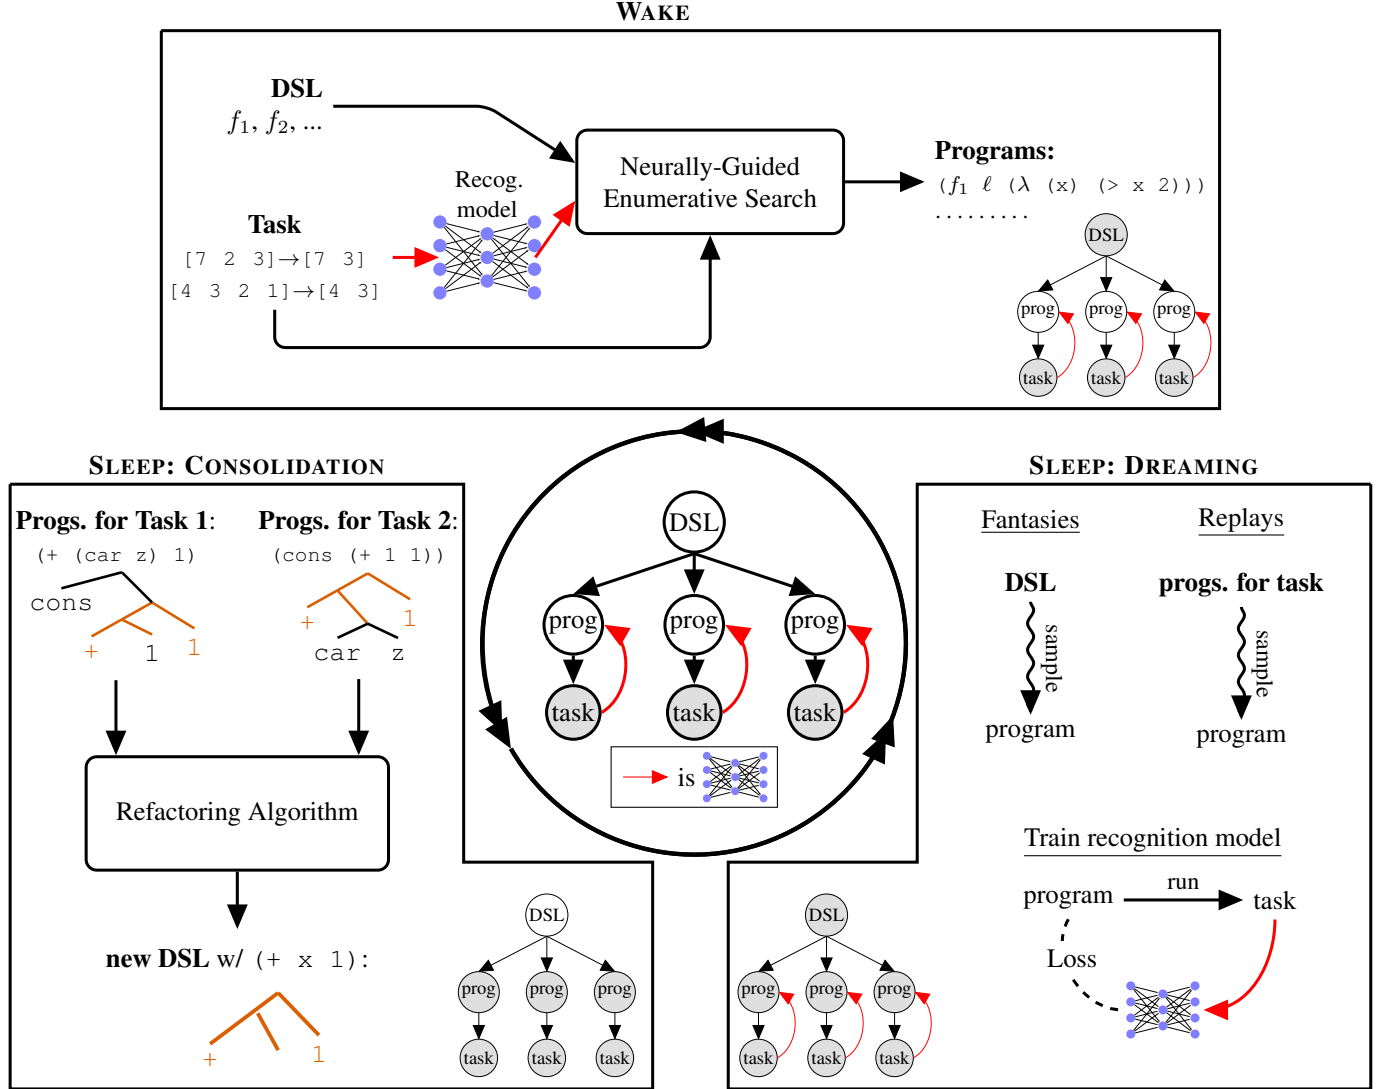 WAKE
DSL
f1, f2, ...
Recog.
model
Task
[7 2 3]→[7 3]
[4 3 2 1]→[4 3]
Neurally-Guided
Enumerative Search
Programs:
(f1 ℓ (λ (x) (> x 2)))
.........
DSL
prog prog prog
task task task
SLEEP: CONSOLIDATION
Progs. for Task 1:
(+ (car z) 1)
cons
+ 1 1
Progs. for Task 2:
(cons (+ 1 1))
+ 1
car z
Refactoring Algorithm
new DSL w/ (+ x 1):
+ 1
DSL
prog prog prog
task task task
DSL
prog prog prog
task task task
is
SLEEP: DREAMING
Fantasies
DSL
sample
program
Replays
progs. for task
sample
program
Train recognition model
program run task
Loss
DSL
prog prog prog
task task task